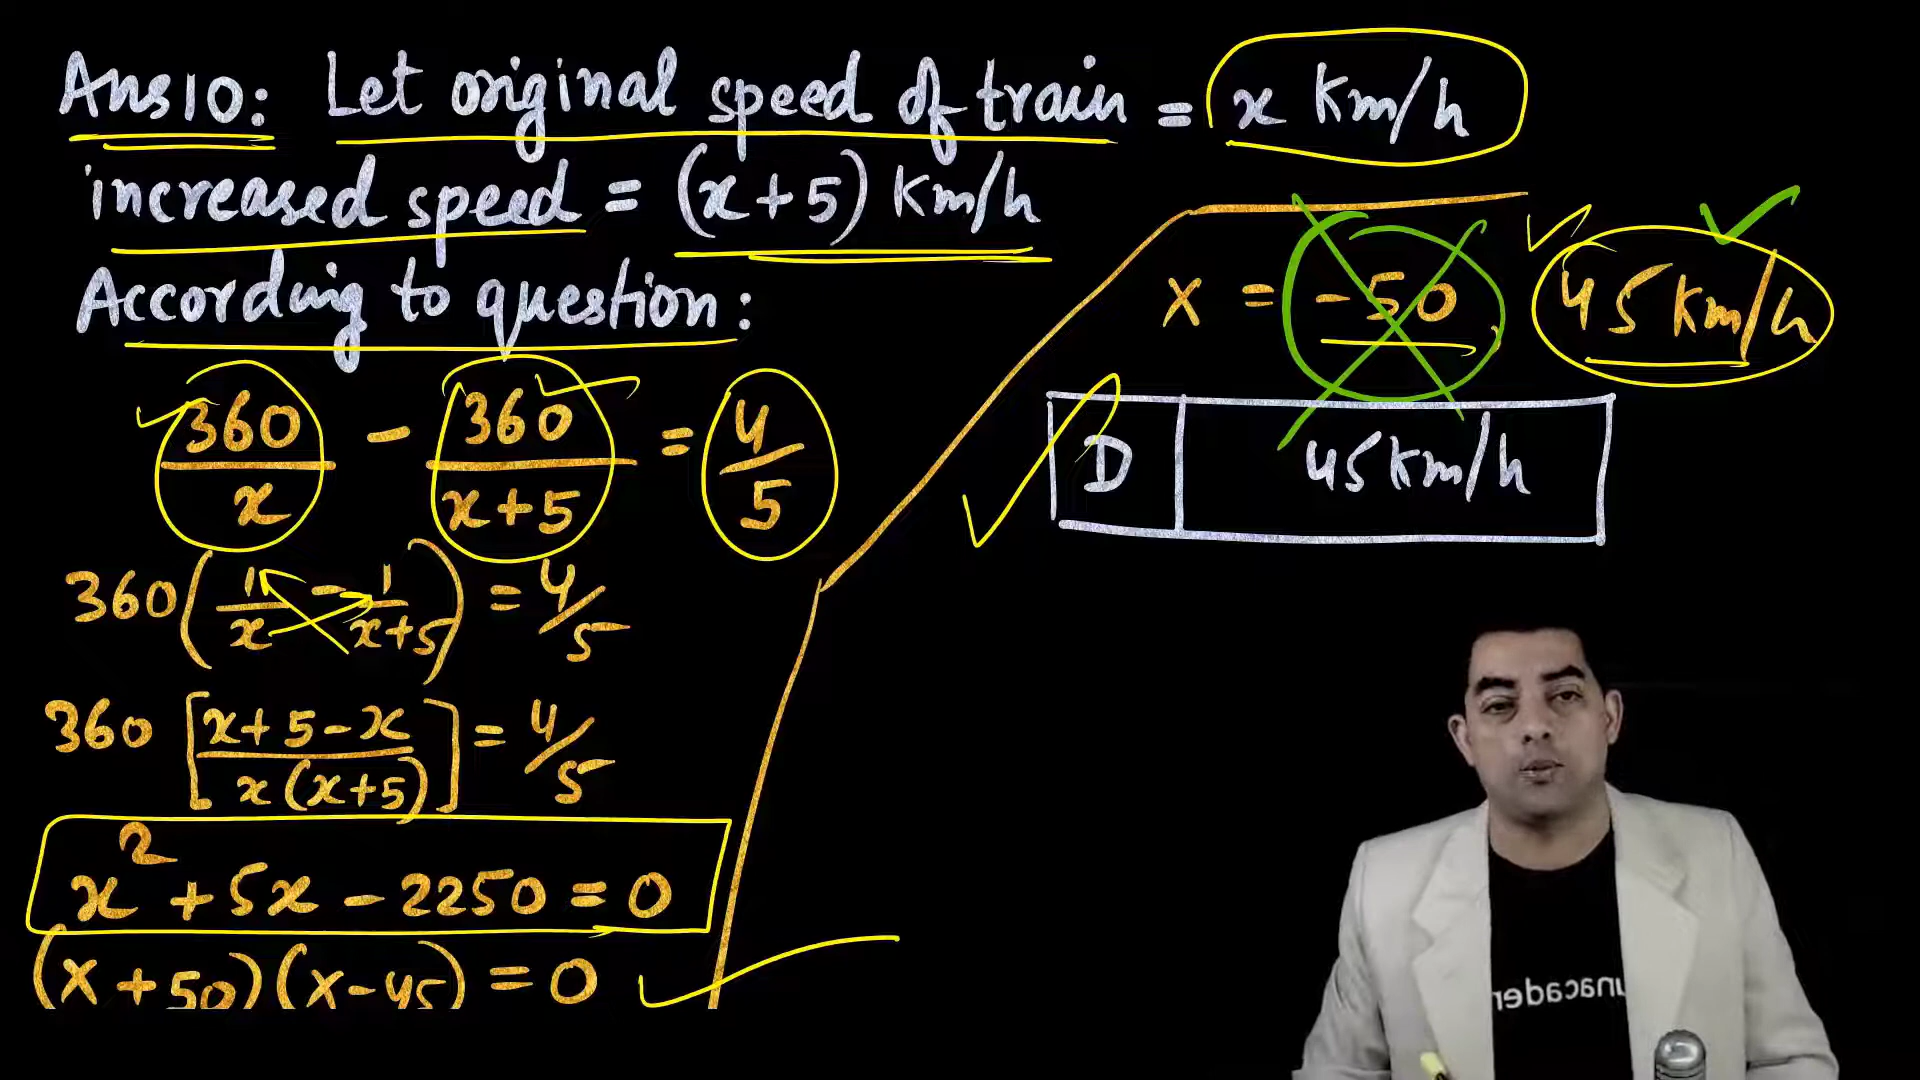 Ans10: Let original speed of train = x Km/h
increased speed = (x+5) Km/h
According to question:
360/x - 360/(x+5) = 4/5
360(1/x - 1/(x+5)) = 4/5
360 [(x+5-x)/(x(x+5))] = 4/5
x² + 5x - 2250 = 0
(x + 50)(x - 45) = 0
x = -50 45 Km/h
D 45 Km/h
unacade